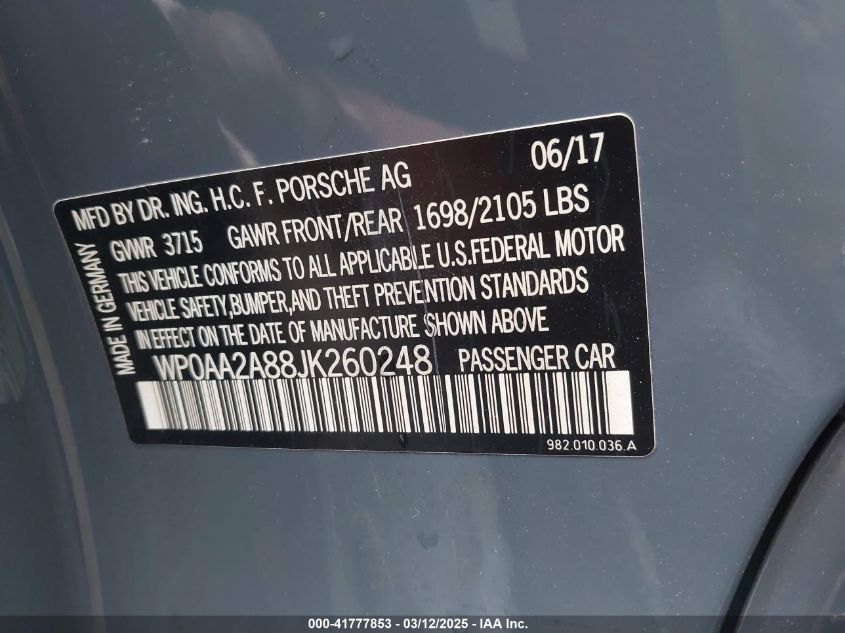 06/17
MFD BY DR. ING. H.C. F. PORSCHE AG
GVWR 3715 GAWR FRONT/REAR 1698/2105 LBS
THIS VEHICLE CONFORMS TO ALL APPLICABLE U.S.FEDERAL MOTOR
VEHICLE SAFETY,BUMPER,AND THEFT PREVENTION STANDARDS
IN EFFECT ON THE DATE OF MANUFACTURE SHOWN ABOVE
WP0AA2A88JK260248 PASSENGER CAR
982.010.036.A
MADE IN GERMANY
000-41777853 - 03/12/2025 - IAA Inc.